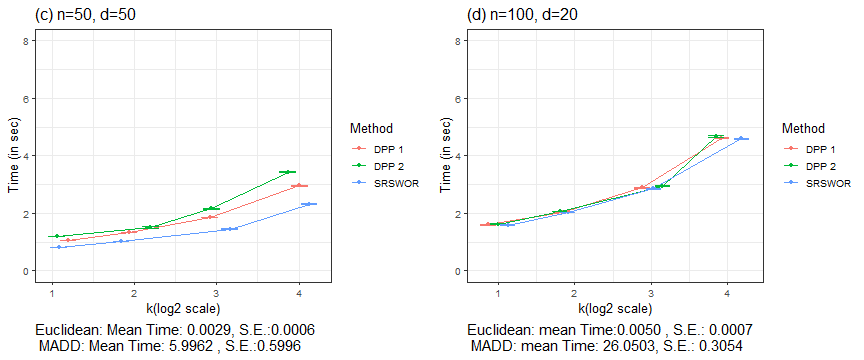 (c) n=50, d=50
8
6
4
2
0
Time (in sec)
1 2 3 4
k(log2 scale)
Method
DPP 1
DPP 2
SRSWOR
Euclidean: Mean Time: 0.0029, S.E.:0.0006
MADD: Mean Time: 5.9962 , S.E.:0.5996
(d) n=100, d=20
8
6
4
2
0
Time (in sec)
1 2 3 4
k(log2 scale)
Method
DPP 1
DPP 2
SRSWOR
Euclidean: mean Time:0.0050 , S.E.: 0.0007
MADD: mean Time: 26.0503, S.E.: 0.3054